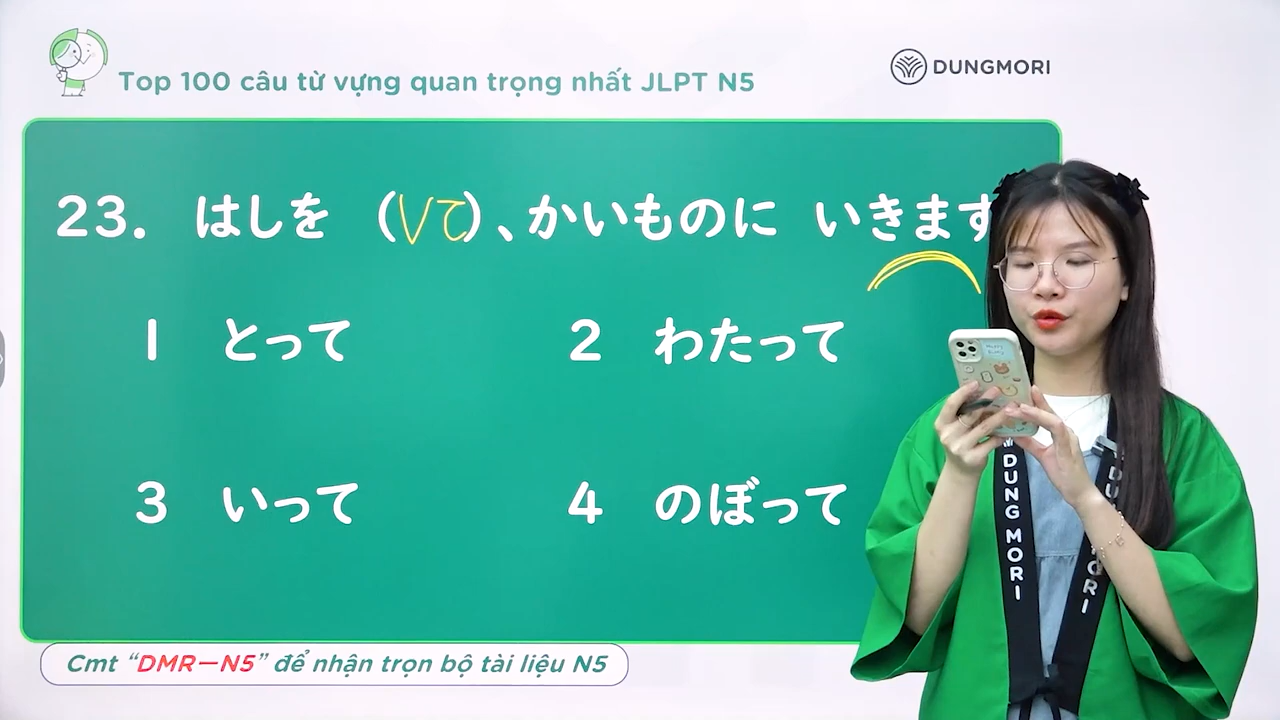 Top 100 câu từ vựng quan trọng nhất JLPT N5
DUNGMORI
23. はしを (Vて)、かいものに いきます
1 とって
2 わたって
3 いって
4 のぼって
Cmt “DMR–N5” để nhận trọn bộ tài liệu N5
DUNG MORI